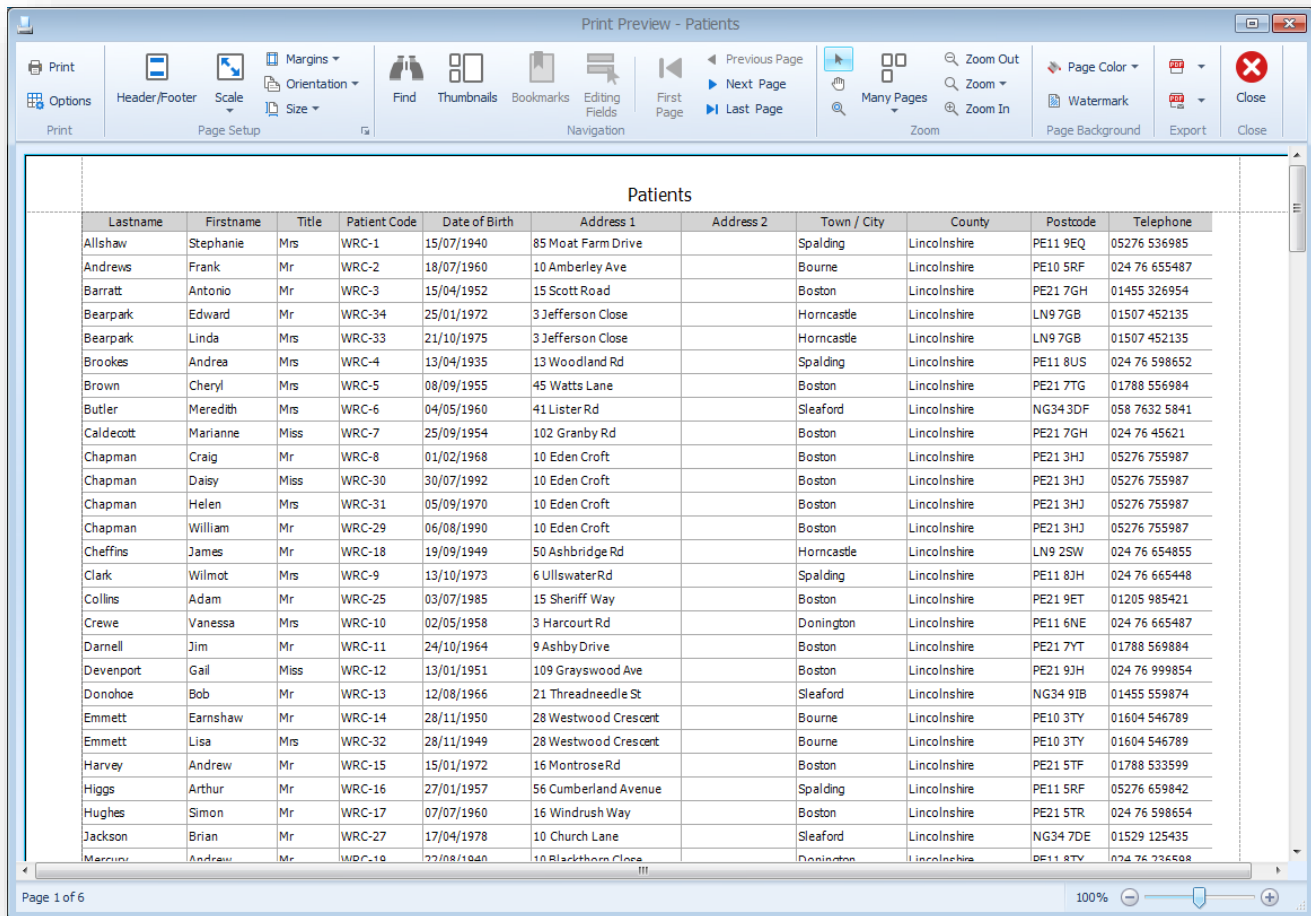 Print Preview - Patients
Print
Options
Print
Header/Footer
Scale
Margins
Orientation
Size
Page Setup
Find
Thumbnails
Bookmarks
Editing Fields
First Page
Previous Page
Next Page
Last Page
Navigation
Many Pages
Zoom Out
Zoom
Zoom In
Zoom
Page Color
Watermark
Page Background
PDF
PDF
Export
Close
Close
Patients
Lastname Firstname Title Patient Code Date of Birth Address 1 Address 2 Town / City County Postcode Telephone
Allshaw Stephanie Mrs WRC-1 15/07/1940 85 Moat Farm Drive Spalding Lincolnshire PE11 9EQ 05276 536985
Andrews Frank Mr WRC-2 18/07/1960 10 Amberley Ave Bourne Lincolnshire PE10 5RF 024 76 655487
Barratt Antonio Mr WRC-3 15/04/1952 15 Scott Road Boston Lincolnshire PE21 7GH 01455 326954
Bearpark Edward Mr WRC-34 25/01/1972 3 Jefferson Close Horncastle Lincolnshire LN9 7GB 01507 452135
Bearpark Linda Mrs WRC-33 21/10/1975 3 Jefferson Close Horncastle Lincolnshire LN9 7GB 01507 452135
Brookes Andrea Mrs WRC-4 13/04/1935 13 Woodland Rd Spalding Lincolnshire PE11 8US 024 76 598652
Brown Cheryl Mrs WRC-5 08/09/1955 45 Watts Lane Boston Lincolnshire PE21 7TG 01788 556984
Butler Meredith Mrs WRC-6 04/05/1960 41 Lister Rd Sleaford Lincolnshire NG34 3DF 058 7632 5841
Caldecott Marianne Miss WRC-7 25/09/1954 102 Granby Rd Boston Lincolnshire PE21 7GH 024 76 45621
Chapman Craig Mr WRC-8 01/02/1968 10 Eden Croft Boston Lincolnshire PE21 3HJ 05276 755987
Chapman Daisy Miss WRC-30 30/07/1992 10 Eden Croft Boston Lincolnshire PE21 3HJ 05276 755987
Chapman Helen Mrs WRC-31 05/09/1970 10 Eden Croft Boston Lincolnshire PE21 3HJ 05276 755987
Chapman William Mr WRC-29 06/08/1990 10 Eden Croft Boston Lincolnshire PE21 3HJ 05276 755987
Cheffins James Mr WRC-18 19/09/1949 50 Ashbridge Rd Horncastle Lincolnshire LN9 2SW 024 76 654855
Clark Wilmot Mrs WRC-9 13/10/1973 6 Ullswater Rd Spalding Lincolnshire PE11 8JH 024 76 665448
Collins Adam Mr WRC-25 03/07/1985 15 Sheriff Way Boston Lincolnshire PE21 9ET 01205 985421
Crewe Vanessa Mrs WRC-10 02/05/1958 3 Harcourt Rd Donington Lincolnshire PE11 6NE 024 76 665487
Darnell Jim Mr WRC-11 24/10/1964 9 Ashby Drive Boston Lincolnshire PE21 7YT 01788 569884
Devenport Gail Miss WRC-12 13/01/1951 109 Grayswood Ave Boston Lincolnshire PE21 9JH 024 76 999854
Donohoe Bob Mr WRC-13 12/08/1966 21 Threadneedle St Sleaford Lincolnshire NG34 9IB 01455 559874
Emmett Earnshaw Mr WRC-14 28/11/1950 28 Westwood Crescent Bourne Lincolnshire PE10 3TY 01604 546789
Emmett Lisa Mrs WRC-32 28/11/1949 28 Westwood Crescent Bourne Lincolnshire PE10 3TY 01604 546789
Harvey Andrew Mr WRC-15 15/01/1972 16 Montrose Rd Boston Lincolnshire PE21 5TF 01788 533599
Higgs Arthur Mr WRC-16 27/01/1957 56 Cumberland Avenue Spalding Lincolnshire PE11 5RF 05276 659842
Hughes Simon Mr WRC-17 07/07/1960 16 Windrush Way Boston Lincolnshire PE21 5TR 024 76 598654
Jackson Brian Mr WRC-27 17/04/1978 10 Church Lane Sleaford Lincolnshire NG34 7DE 01529 125435
Mercury Andrew Mr WRC-19 22/08/1940 10 Blackthorn Close Donington Lincolnshire PE11 8TY 024 76 236598
Page 1 of 6
100%